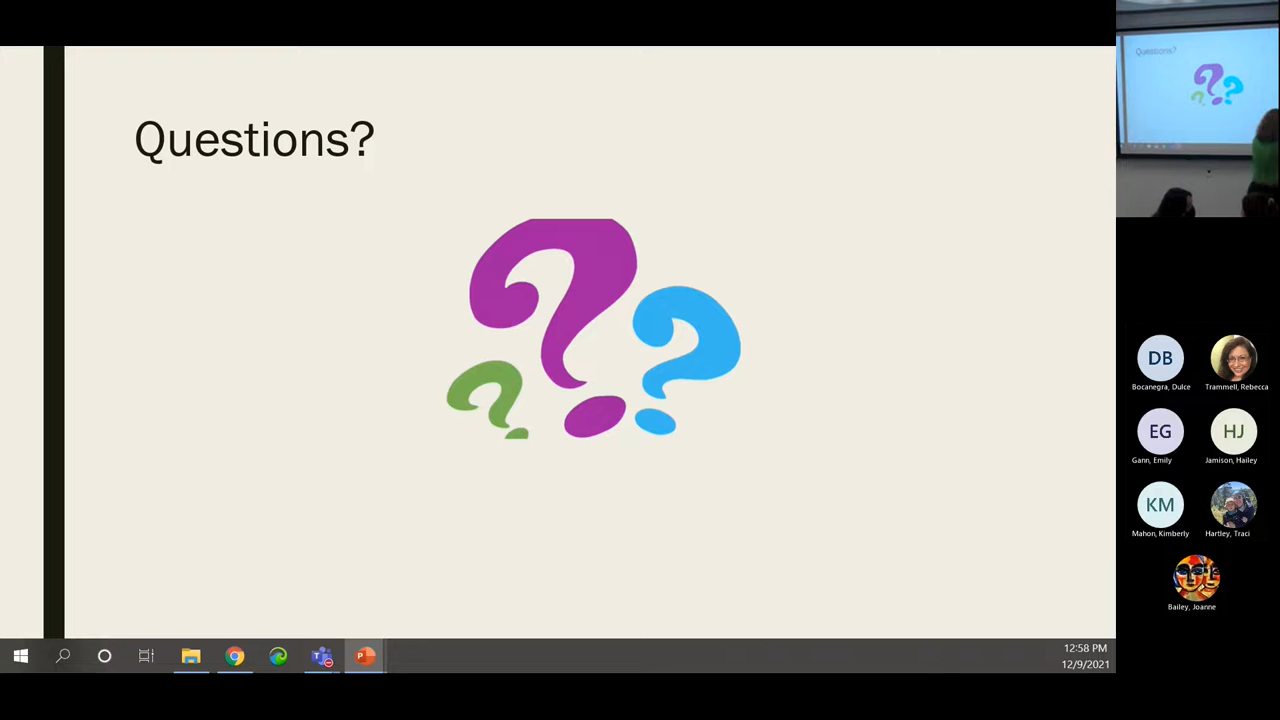 Questions?
Questions?
DB
Bocanegra, Dulce
Trammell, Rebecca
EG
Gann, Emily
HJ
Jamison, Hailey
KM
Mahon, Kimberly
Hartley, Traci
Bailey, Joanne
12:58 PM
12/9/2021